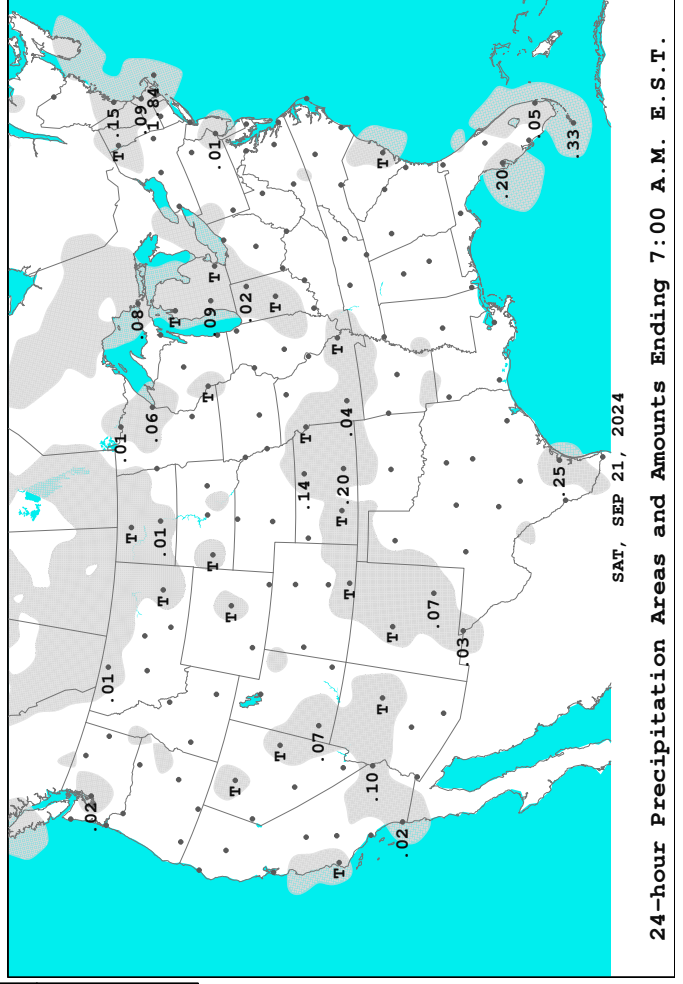 .02
.01
.15
.01
T
T
.09
.08
.06
1.84
.01
T
T
T
.09
T
T
.01
T
T
.02
T
T
.14
T
.07
T
T
.20
T
.04
T
.10
T
T
T
.02
.07
.03
.20
.05
.25
.33
SAT, SEP 21, 2024
24-hour Precipitation Areas and Amounts Ending 7:00 A.M. E.S.T.